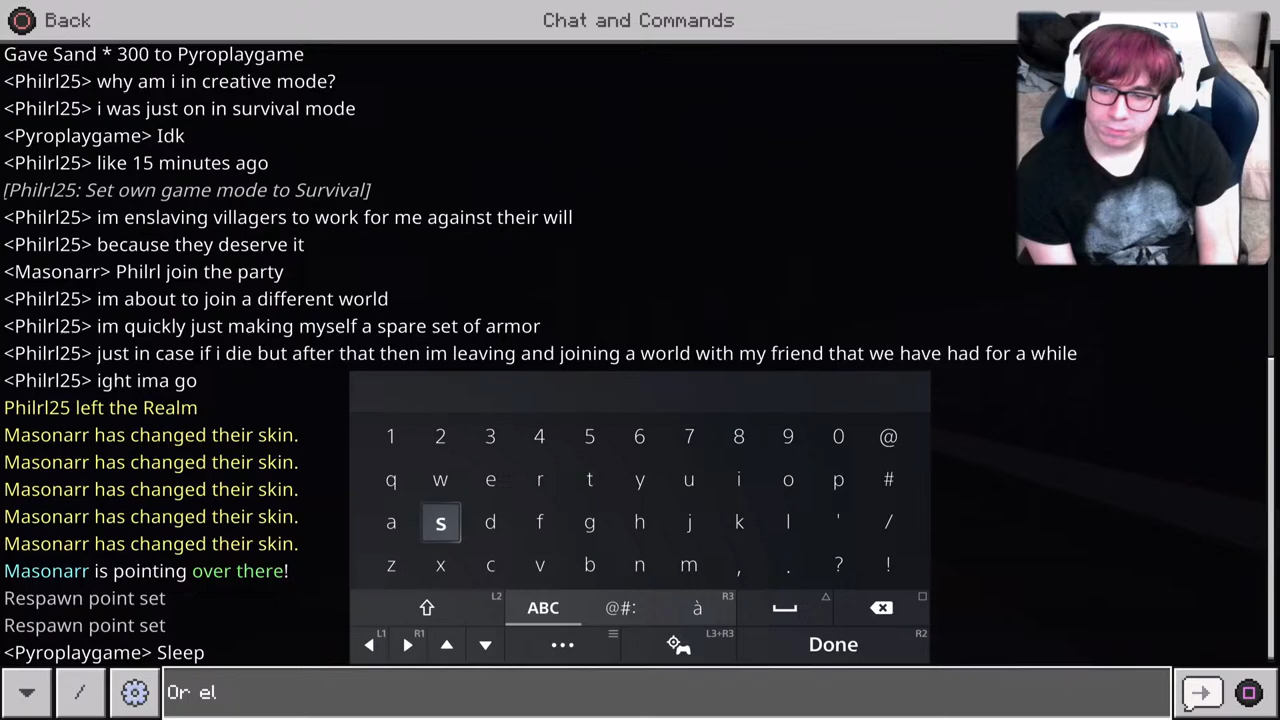 Back
Chat and Commands
Gave Sand * 300 to Pyroplaygame
<Philrl25> why am i in creative mode?
<Philrl25> i was just on in survival mode
<Pyroplaygame> Idk
<Philrl25> like 15 minutes ago
[Philrl25: Set own game mode to Survival]
<Philrl25> im enslaving villagers to work for me against their will
<Philrl25> because they deserve it
<Masonarr> Philrl join the party
<Philrl25> im about to join a different world
<Philrl25> im quickly just making myself a spare set of armor
<Philrl25> just in case if i die but after that then im leaving and joining a world with my friend that we have had for a while
<Philrl25> ight ima go
Philrl25 left the Realm
Masonarr has changed their skin.
Masonarr has changed their skin.
Masonarr has changed their skin.
Masonarr has changed their skin.
Masonarr has changed their skin.
Masonarr is pointing over there!
Respawn point set
Respawn point set
<Pyroplaygame> Sleep
1 2 3 4 5 6 7 8 9 0 @
q w e r t y u i o p #
a s d f g h j k l ' /
z x c v b n m , . ? !
L2 ABC @#: à R3
L1 R1 ... L3+R3 Done R2
/ Or el